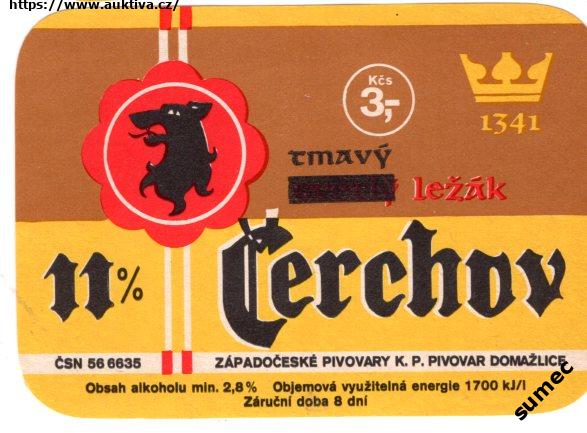 https://www.auktiva.cz/
Kčs
3,-
1341
tmavý
ležák
11% Čerchov
ČSN 56 6635 ZÁPADOČESKÉ PIVOVARY K. P. PIVOVAR DOMAŽLICE
Obsah alkoholu min. 2,8% Objemová využitelná energie 1700 kJ/l
Záruční doba 8 dní
sumec